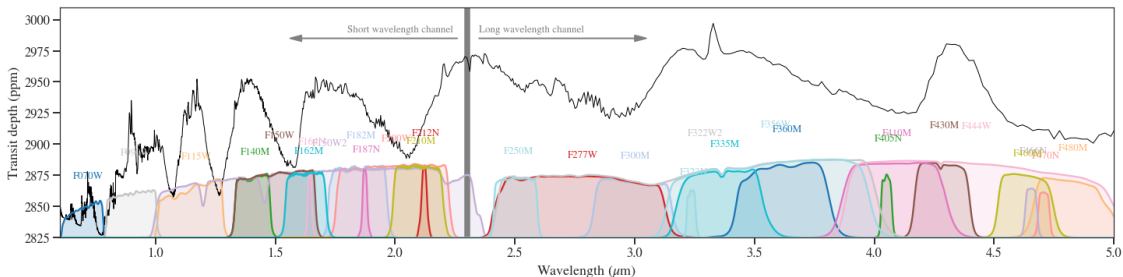 3000
2975
2950
2925
2900
2875
2850
2825
Transit depth (ppm)
Short wavelength channel
Long wavelength channel
F070W
F115W
F140M
F150W
F162M
F150W2
F182M
F187N
F212N
F210M
F250M
F277W
F300M
F322W2
F335M
F356W
F360M
F405N
F410M
F430M
F444W
F470N
F480M
1.0
1.5
2.0
2.5
3.0
3.5
4.0
4.5
5.0
Wavelength (μm)